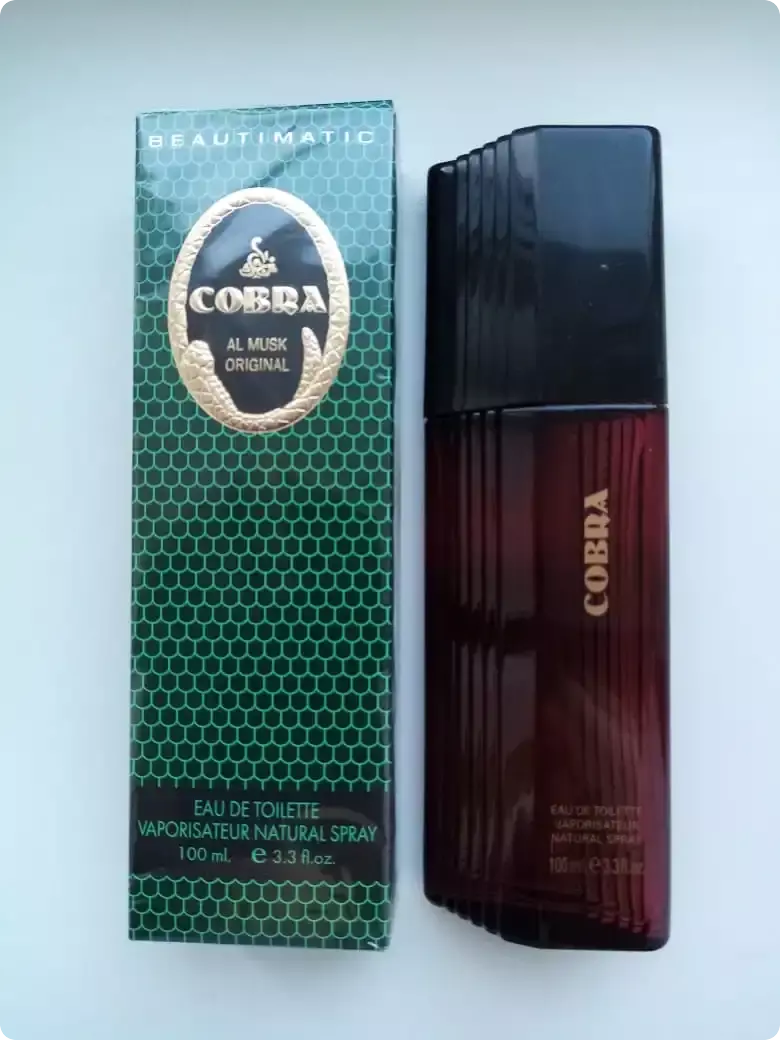 BEAUTIMATIC
COBRA
AL MUSK
ORIGINAL
EAU DE TOILETTE
VAPORISATEUR NATURAL SPRAY
100 ml. e 3.3 fl.oz.
COBRA
EAU DE TOILETTE
VAPORISATEUR
NATURAL SPRAY
100 ml e 3.3 fl.oz